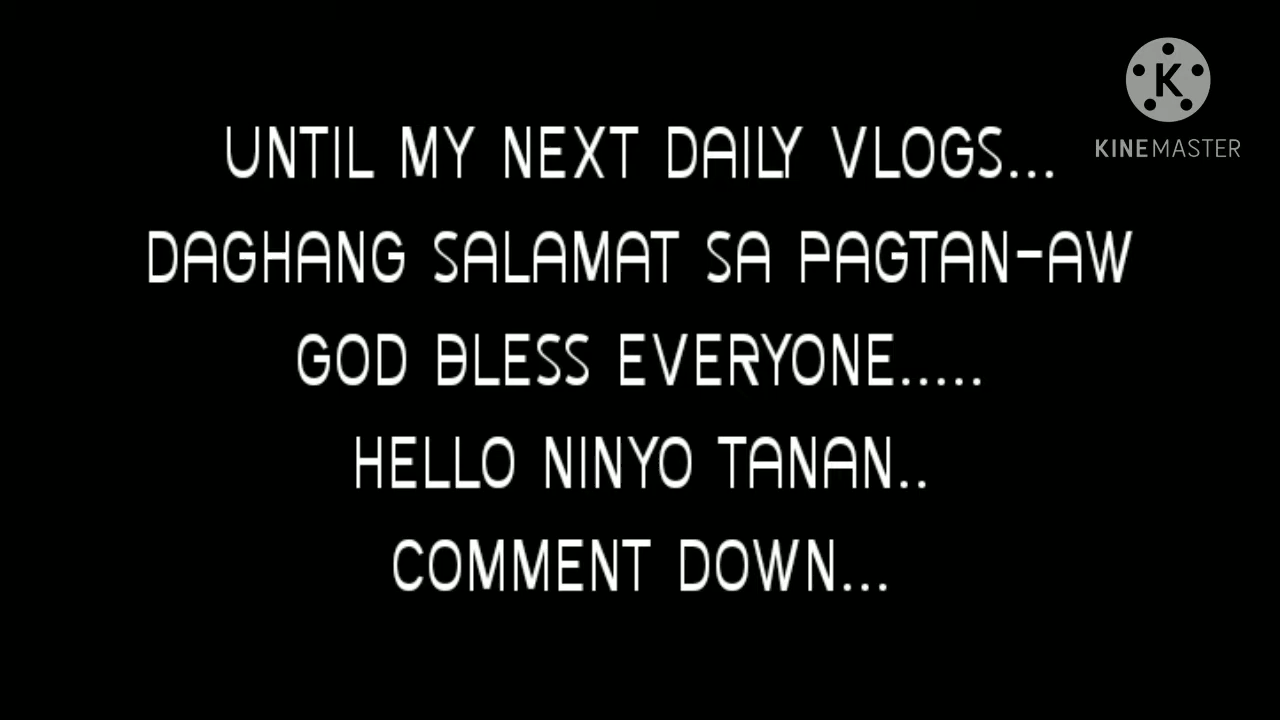 K
KINEMASTER
UNTIL MY NEXT DAILY VLOGS...
DAGHANG SALAMAT SA PAGTAN-AW
GOD BLESS EVERYONE.....
HELLO NINYO TANAN..
COMMENT DOWN...